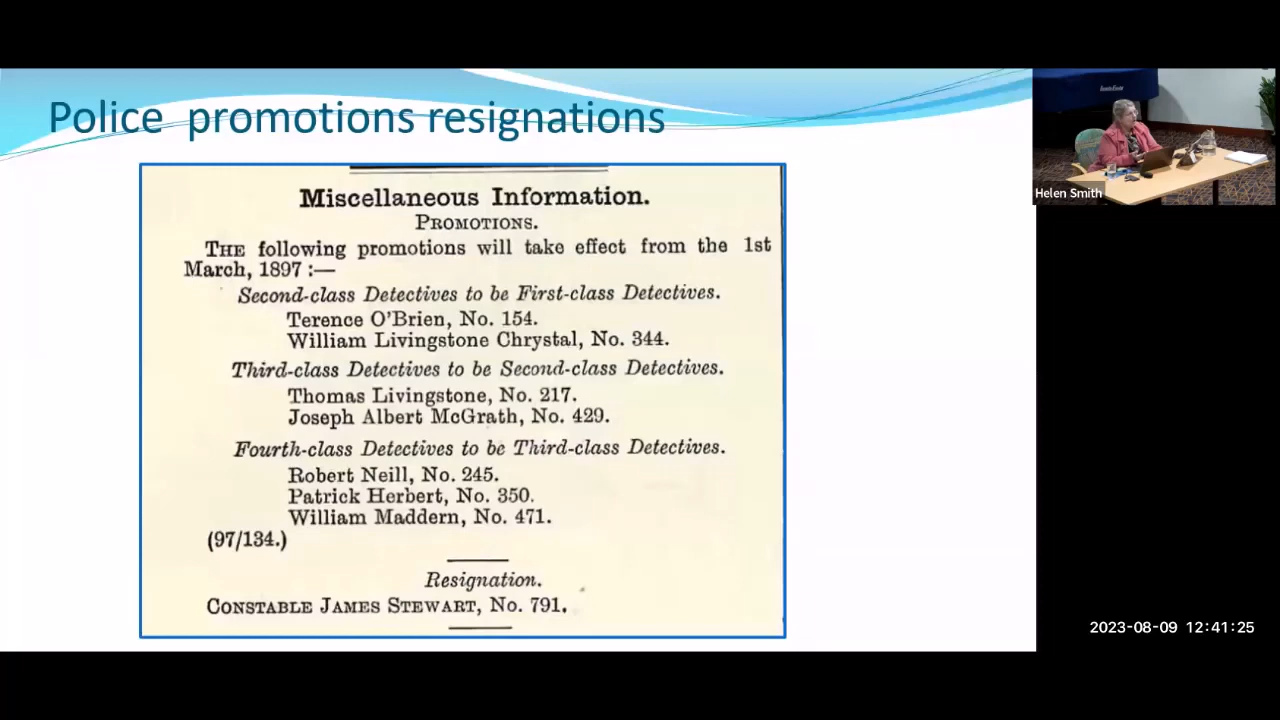 Police promotions resignations
Miscellaneous Information.
PROMOTIONS.
THE following promotions will take effect from the 1st
March, 1897 :—
Second-class Detectives to be First-class Detectives.
Terence O'Brien, No. 154.
William Livingstone Chrystal, No. 344.
Third-class Detectives to be Second-class Detectives.
Thomas Livingstone, No. 217.
Joseph Albert McGrath, No. 429.
Fourth-class Detectives to be Third-class Detectives.
Robert Neill, No. 245.
Patrick Herbert, No. 350.
William Maddern, No. 471.
(97/134.)
Resignation.
CONSTABLE JAMES STEWART, No. 791.
Helen Smith
2023-08-09 12:41:25